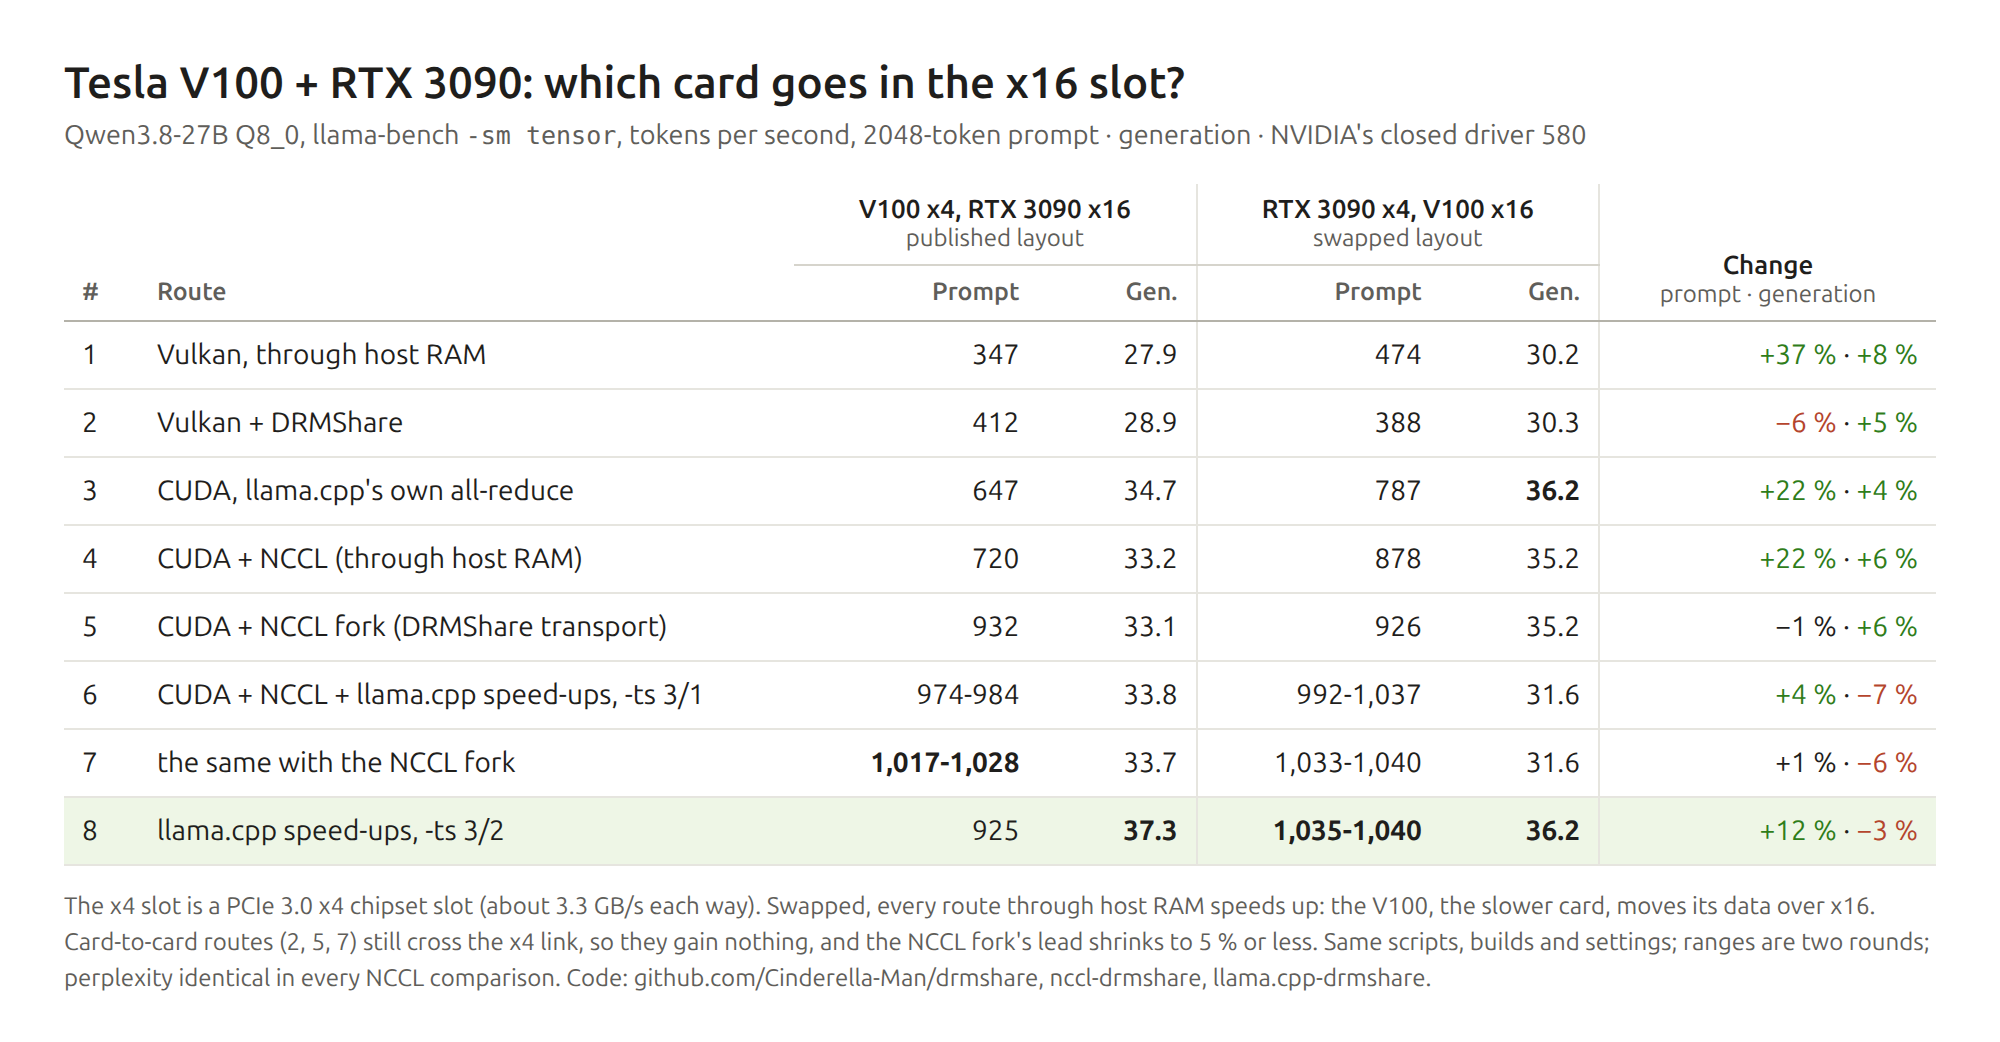 Tesla V100 + RTX 3090: which card goes in the x16 slot?
Qwen3.8-27B Q8_0, llama-bench -sm tensor, tokens per second, 2048-token prompt · generation · NVIDIA's closed driver 580
V100 x4, RTX 3090 x16 RTX 3090 x4, V100 x16
published layout swapped layout
Change
# Route Prompt Gen. Prompt Gen. prompt · generation
1 Vulkan, through host RAM 347 27.9 474 30.2 +37 % · +8 %
2 Vulkan + DRMShare 412 28.9 388 30.3 −6 % · +5 %
3 CUDA, llama.cpp's own all-reduce 647 34.7 787 36.2 +22 % · +4 %
4 CUDA + NCCL (through host RAM) 720 33.2 878 35.2 +22 % · +6 %
5 CUDA + NCCL fork (DRMShare transport) 932 33.1 926 35.2 −1 % · +6 %
6 CUDA + NCCL + llama.cpp speed-ups, -ts 3/1 974-984 33.8 992-1,037 31.6 +4 % · −7 %
7 the same with the NCCL fork 1,017-1,028 33.7 1,033-1,040 31.6 +1 % · −6 %
8 llama.cpp speed-ups, -ts 3/2 925 37.3 1,035-1,040 36.2 +12 % · −3 %
The x4 slot is a PCIe 3.0 x4 chipset slot (about 3.3 GB/s each way). Swapped, every route through host RAM speeds up: the V100, the slower card, moves its data over x16.
Card-to-card routes (2, 5, 7) still cross the x4 link, so they gain nothing, and the NCCL fork's lead shrinks to 5 % or less. Same scripts, builds and settings; ranges are two rounds;
perplexity identical in every NCCL comparison. Code: github.com/Cinderella-Man/drmshare, nccl-drmshare, llama.cpp-drmshare.